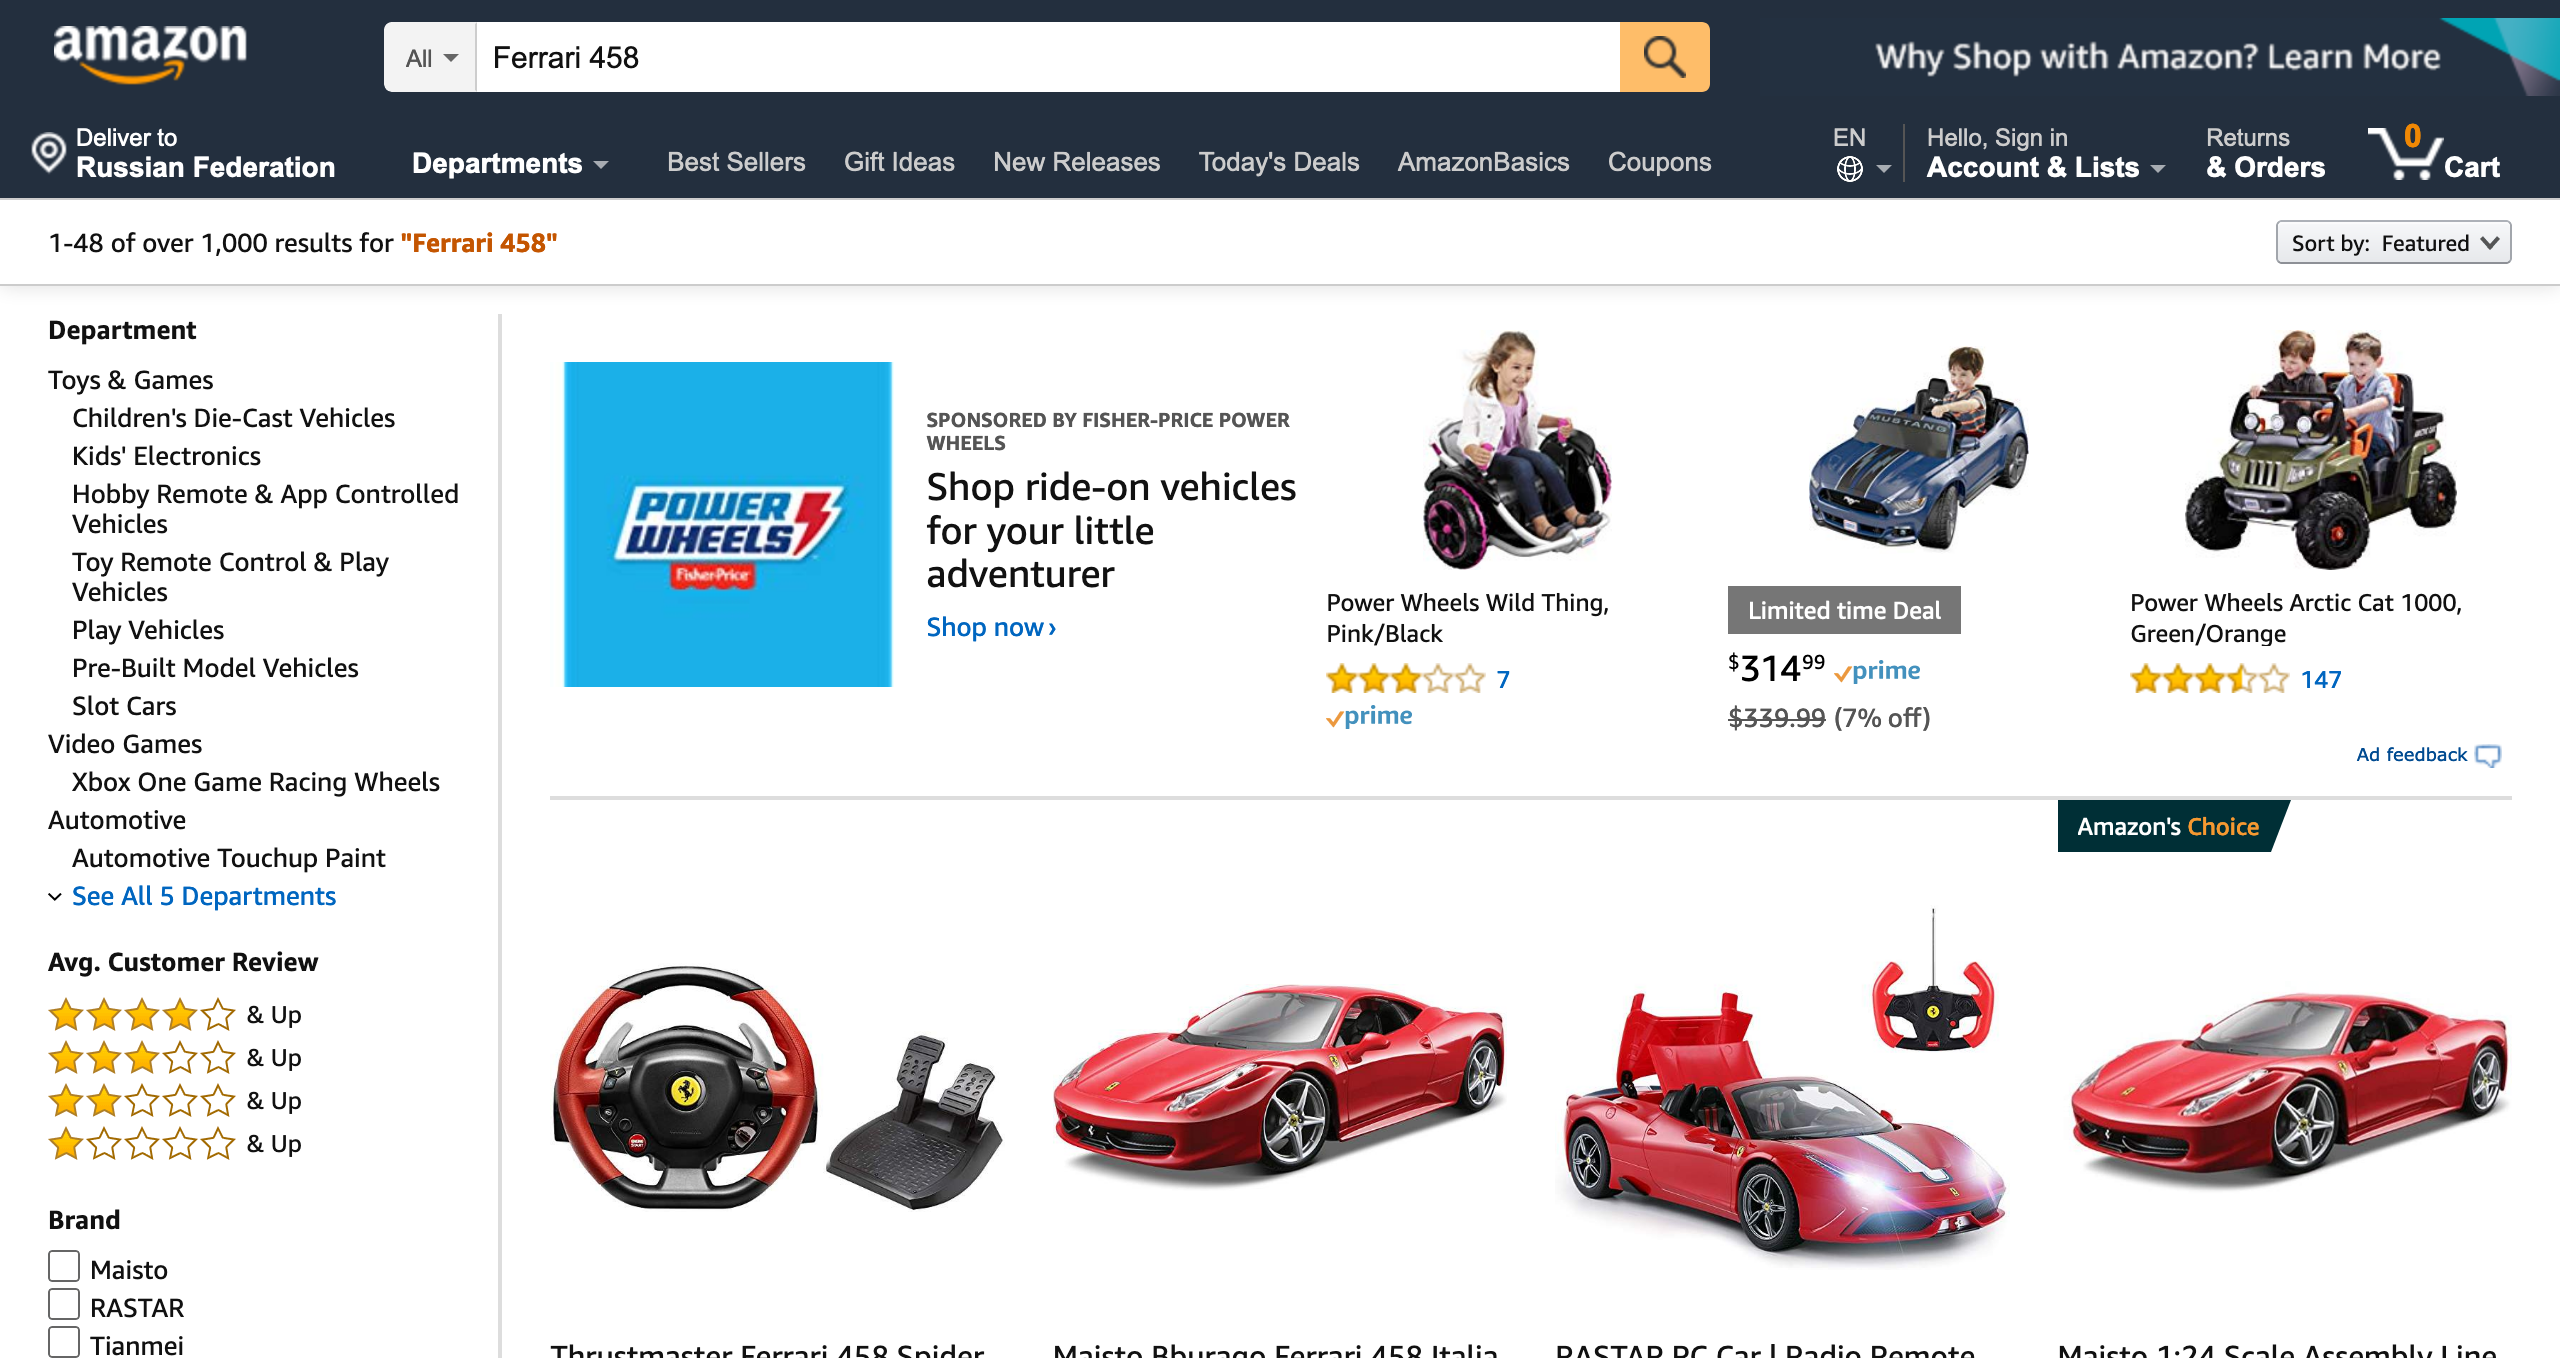 amazon
All
Ferrari 458
Why Shop with Amazon? Learn More
Deliver to
Russian Federation
Departments
Best Sellers
Gift Ideas
New Releases
Today's Deals
AmazonBasics
Coupons
EN
Hello, Sign in
Account & Lists
Returns
& Orders
0
Cart
1-48 of over 1,000 results for "Ferrari 458"
Sort by: Featured
Department
Toys & Games
Children's Die-Cast Vehicles
Kids' Electronics
Hobby Remote & App Controlled
Vehicles
Toy Remote Control & Play
Vehicles
Play Vehicles
Pre-Built Model Vehicles
Slot Cars
Video Games
Xbox One Game Racing Wheels
Automotive
Automotive Touchup Paint
See All 5 Departments
Avg. Customer Review
& Up
& Up
& Up
& Up
Brand
Maisto
RASTAR
Tianmei
POWER
WHEELS
Fisher-Price
SPONSORED BY FISHER-PRICE POWER
WHEELS
Shop ride-on vehicles
for your little
adventurer
Shop now ›
Power Wheels Wild Thing,
Pink/Black
7
prime
MUSTANG
Limited time Deal
$314.99 prime
$339.99 (7% off)
Power Wheels Arctic Cat 1000,
Green/Orange
147
Ad feedback
Amazon's Choice
Thrustmaster Ferrari 458 Spider
Maisto Bburago Ferrari 458 Italia
RASTAR RC Car | Radio Remote
Maisto 1:24 Scale Assembly Line